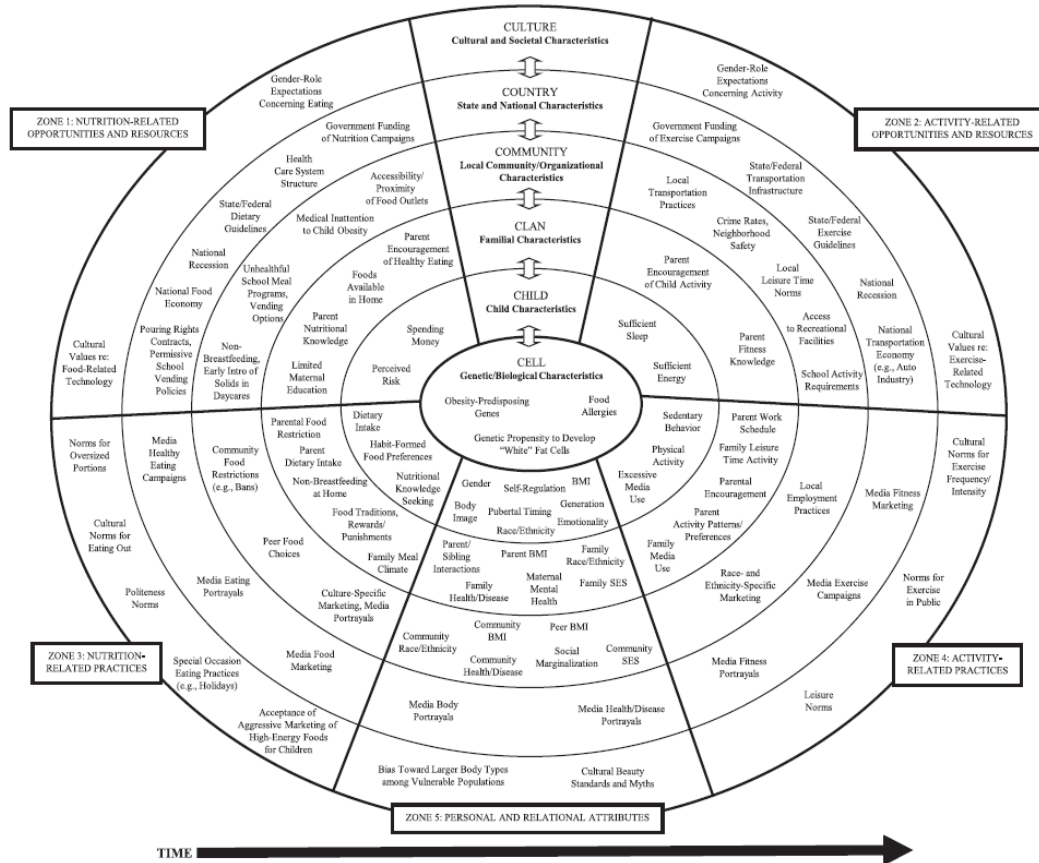 CULTURE
Cultural and Societal Characteristics
COUNTRY
State and National Characteristics
COMMUNITY
Local Community/Organizational
Characteristics
CLAN
Familial Characteristics
CHILD
Child Characteristics
CELL
Genetic/Biological Characteristics
Obesity-Predisposing
Genes
Food
Allergies
Genetic Propensity to Develop
"White" Fat Cells
ZONE 1: NUTRITION-RELATED
OPPORTUNITIES AND RESOURCES
Gender-Role
Expectations
Concerning Eating
Cultural
Values re:
Food-Related
Technology
Government Funding
of Nutrition Campaigns
Health
Care System
Structure
State/Federal
Dietary
Guidelines
National
Recession
National Food
Economy
Pouring Rights
Contracts,
Permissive
School
Vending
Policies
Accessibility/
Proximity
of Food Outlets
Medical Inattention
to Child Obesity
Unhealthful
School Meal
Programs,
Vending
Options
Non-
Breastfeeding,
Early Intro of
Solids in
Daycares
Parent
Encouragement
of Healthy Eating
Foods
Available
in Home
Parent
Nutritional
Knowledge
Limited
Maternal
Education
Spending
Money
Perceived
Risk
ZONE 2: ACTIVITY-RELATED
OPPORTUNITIES AND RESOURCES
Gender-Role
Expectations
Concerning Activity
Cultural
Values re:
Exercise-Related
Technology
Government Funding
of Exercise Campaigns
State/Federal
Transportation
Infrastructure
State/Federal
Exercise
Guidelines
National
Recession
National
Transportation
Economy
(e.g., Auto
Industry)
Local
Transportation
Practices
Crime Rates,
Neighborhood
Safety
Local
Leisure Time
Norms
Access
to Recreational
Facilities
School Activity
Requirements
Parent
Encouragement
of Child Activity
Parent
Fitness
Knowledge
Sufficient
Sleep
Sufficient
Energy
ZONE 3: NUTRITION-
RELATED PRACTICES
Norms for
Oversized
Portions
Cultural
Norms for
Eating Out
Politeness
Norms
Special Occasion
Eating Practices
(e.g., Holidays)
Acceptance of
Aggressive Marketing of
High-Energy Foods
for Children
Media
Healthy
Eating
Campaigns
Media Eating
Portrayals
Media Food
Marketing
Community
Food
Restrictions
(e.g., Bans)
Peer Food
Choices
Culture-Specific
Marketing, Media
Portrayals
Parental Food
Restriction
Parent
Dietary Intake
Non-Breastfeeding
at Home
Food Traditions,
Rewards/
Punishments
Family Meal
Climate
Dietary
Intake
Habit-Formed
Food Preferences
Nutritional
Knowledge
Seeking
ZONE 4: ACTIVITY-
RELATED PRACTICES
Cultural
Norms for
Exercise
Frequency/
Intensity
Norms for
Exercise
in Public
Leisure
Norms
Media Fitness
Marketing
Media Exercise
Campaigns
Media Fitness
Portrayals
Local
Employment
Practices
Race- and
Ethnicity-Specific
Marketing
Parent Work
Schedule
Family Leisure
Time Activity
Parental
Encouragement
Parent
Activity Patterns/
Preferences
Family
Media
Use
Sedentary
Behavior
Physical
Activity
Excessive
Media
Use
Gender
Self-Regulation
BMI
Body
Image
Pubertal Timing
Generation
Emotionality
Race/Ethnicity
Parent/
Sibling
Interactions
Parent BMI
Family
Race/Ethnicity
Family
Health/Disease
Maternal
Mental
Health
Family SES
Community
Race/Ethnicity
Community
BMI
Peer BMI
Community
Health/Disease
Social
Marginalization
Community
SES
Media Body
Portrayals
Media Health/Disease
Portrayals
Bias Toward Larger Body Types
among Vulnerable Populations
Cultural Beauty
Standards and Myths
ZONE 5: PERSONAL AND RELATIONAL ATTRIBUTES
TIME